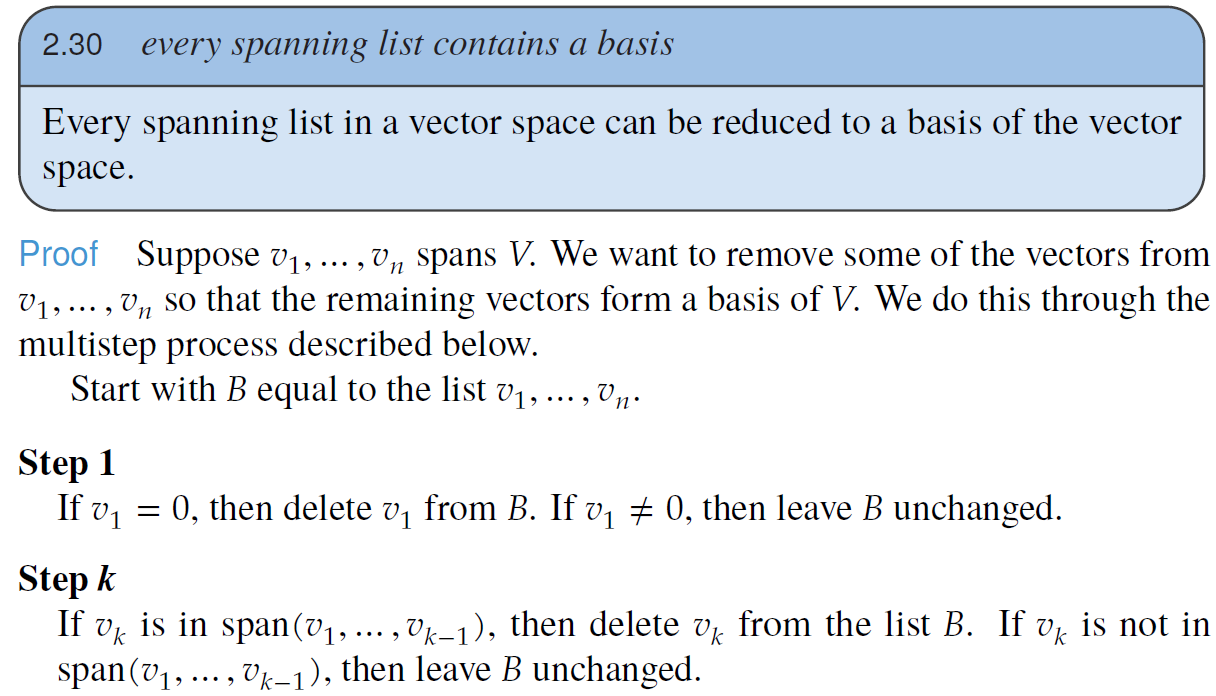 2.30 every spanning list contains a basis
Every spanning list in a vector space can be reduced to a basis of the vector
space.
Proof Suppose v₁, … , vₙ spans V. We want to remove some of the vectors from
v₁, … , vₙ so that the remaining vectors form a basis of V. We do this through the
multistep process described below.
Start with B equal to the list v₁, … , vₙ.
Step 1
If v₁ = 0, then delete v₁ from B. If v₁ ≠ 0, then leave B unchanged.
Step k
If vₖ is in span(v₁, … , vₖ₋₁), then delete vₖ from the list B. If vₖ is not in
span(v₁, … , vₖ₋₁), then leave B unchanged.